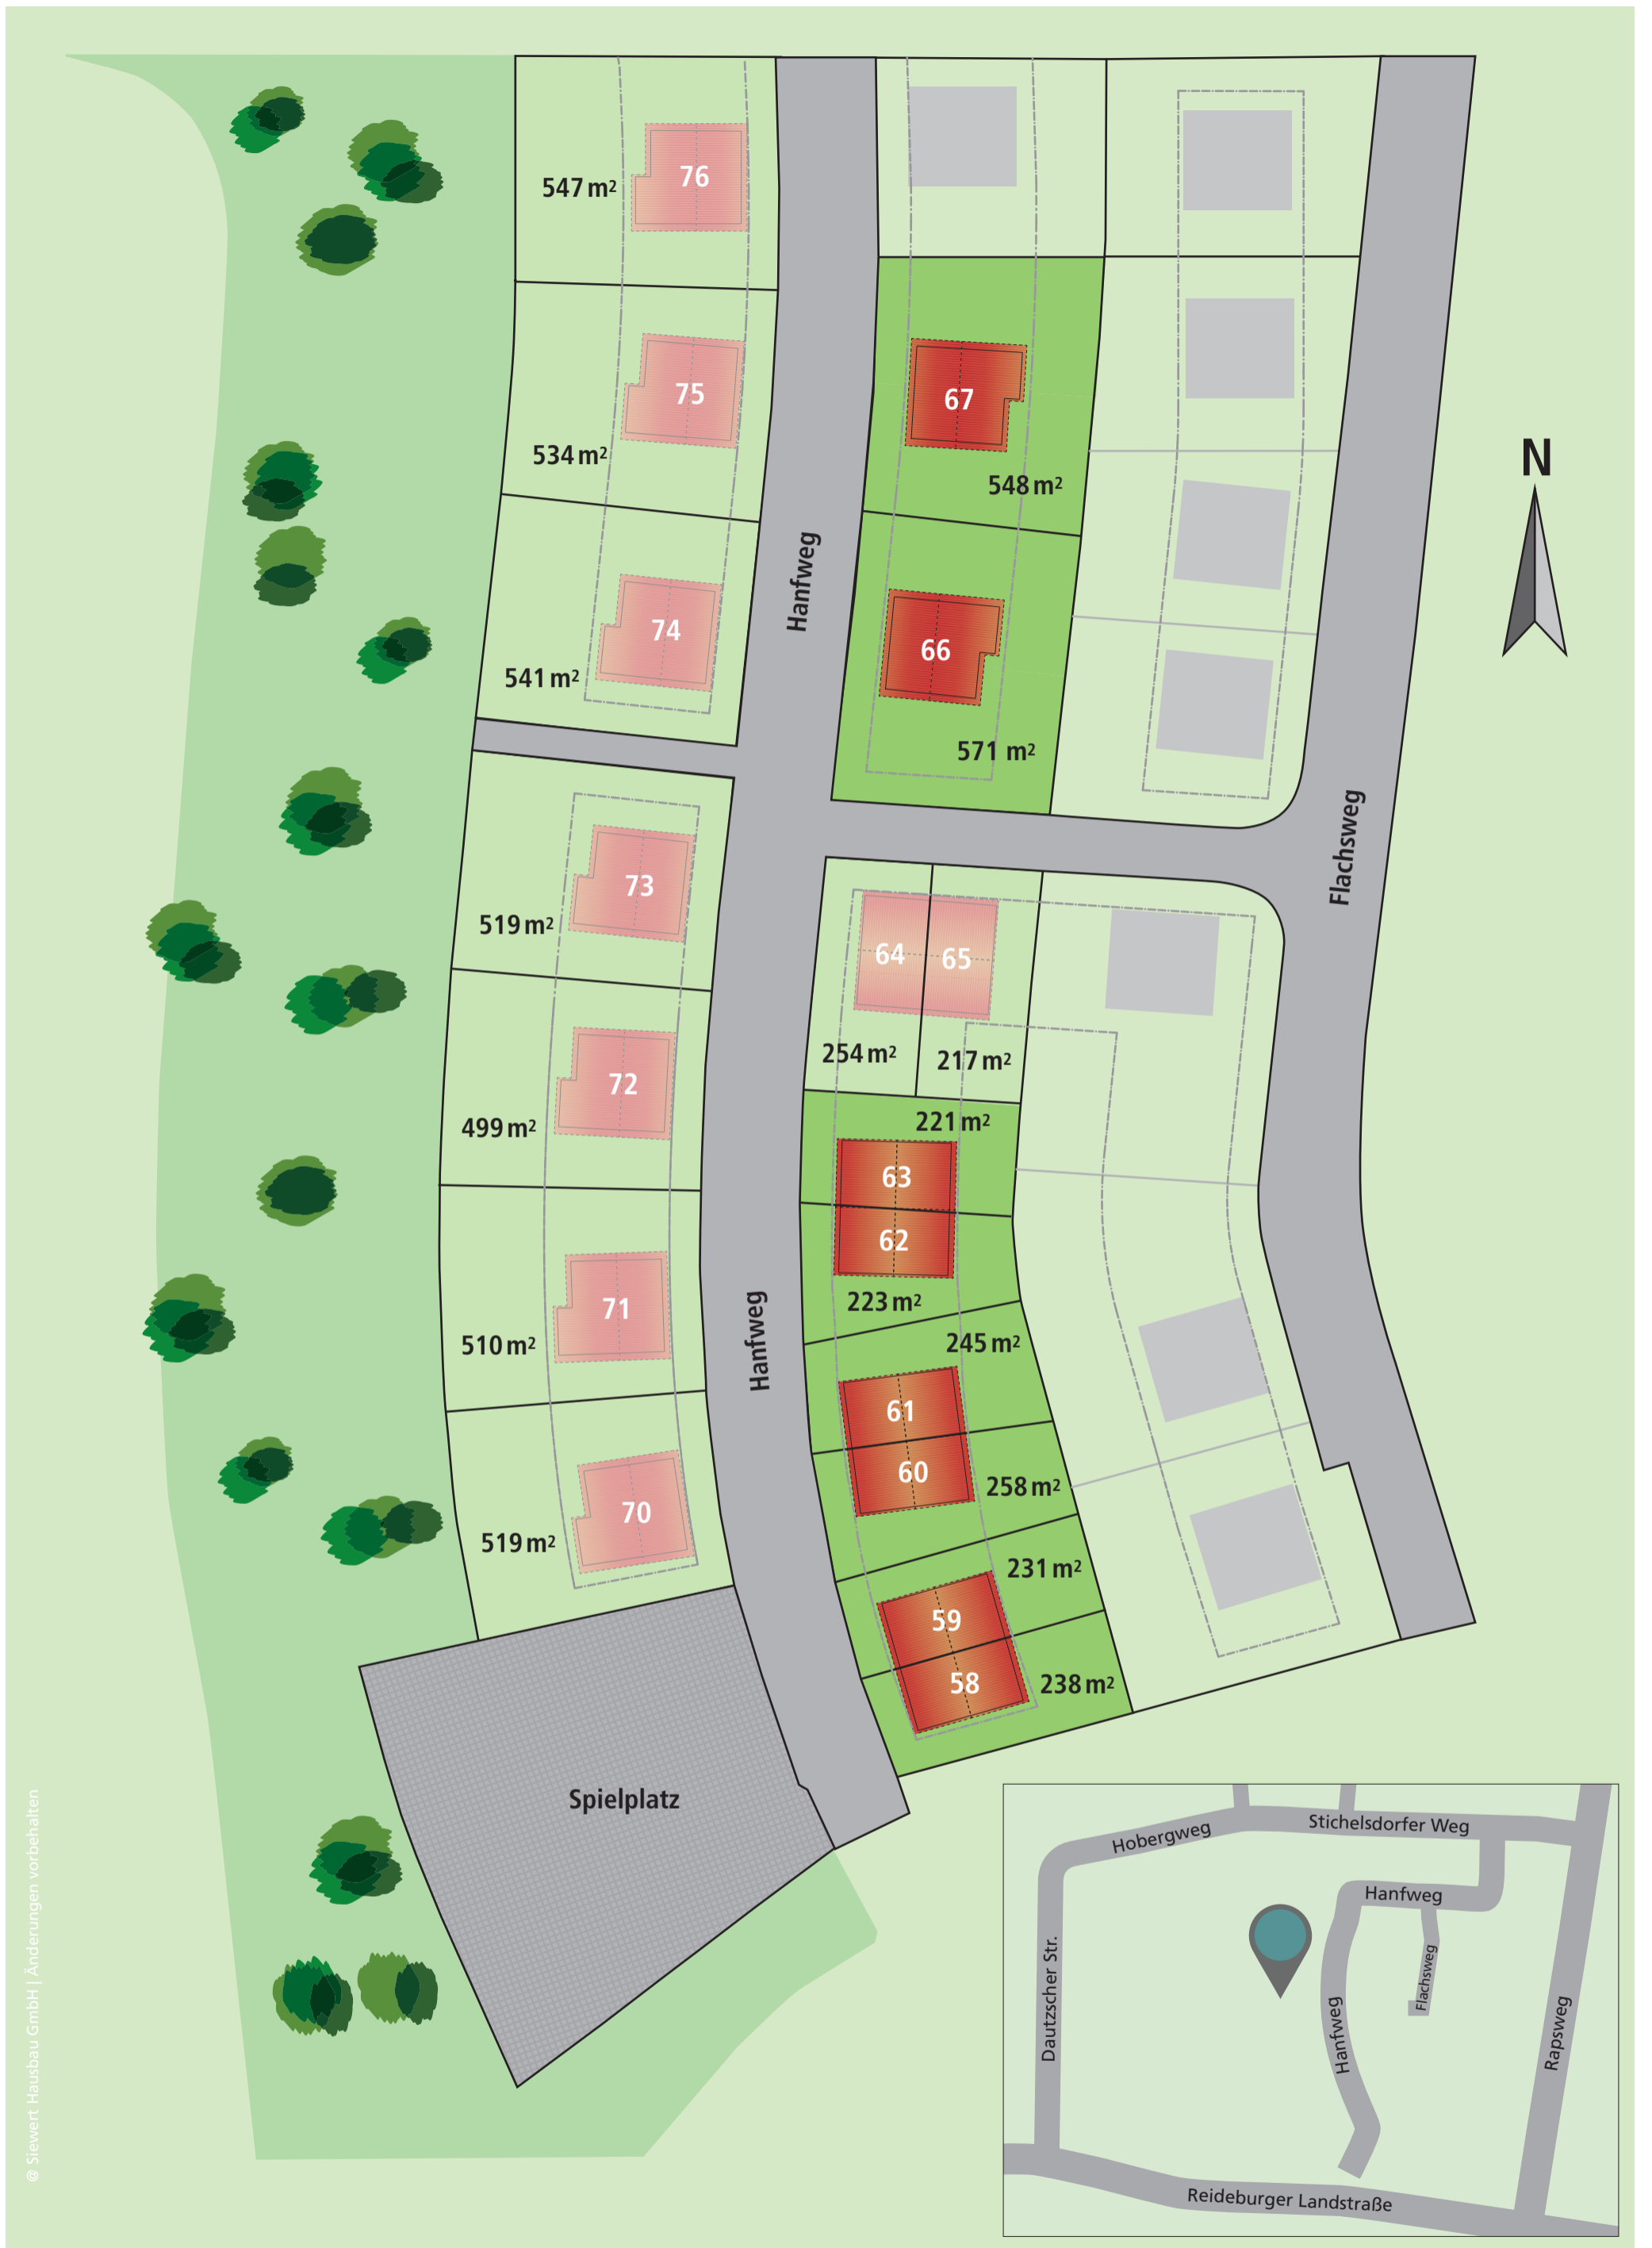 76
547 m²
75
534 m²
67
548 m²
N
Hanfweg
74
541 m²
66
571 m²
Flachsweg
73
519 m²
64
65
254 m²
217 m²
72
499 m²
221 m²
63
62
223 m²
71
510 m²
Hanfweg
245 m²
61
60
258 m²
70
519 m²
231 m²
59
58
238 m²
Spielplatz
Hobergweg
Stichelsdorfer Weg
Hanfweg
Dautzscher Str.
Flachsweg
Hanfweg
Rapsweg
Reideburger Landstraße
@ Siewert Hausbau GmbH | Änderungen vorbehalten